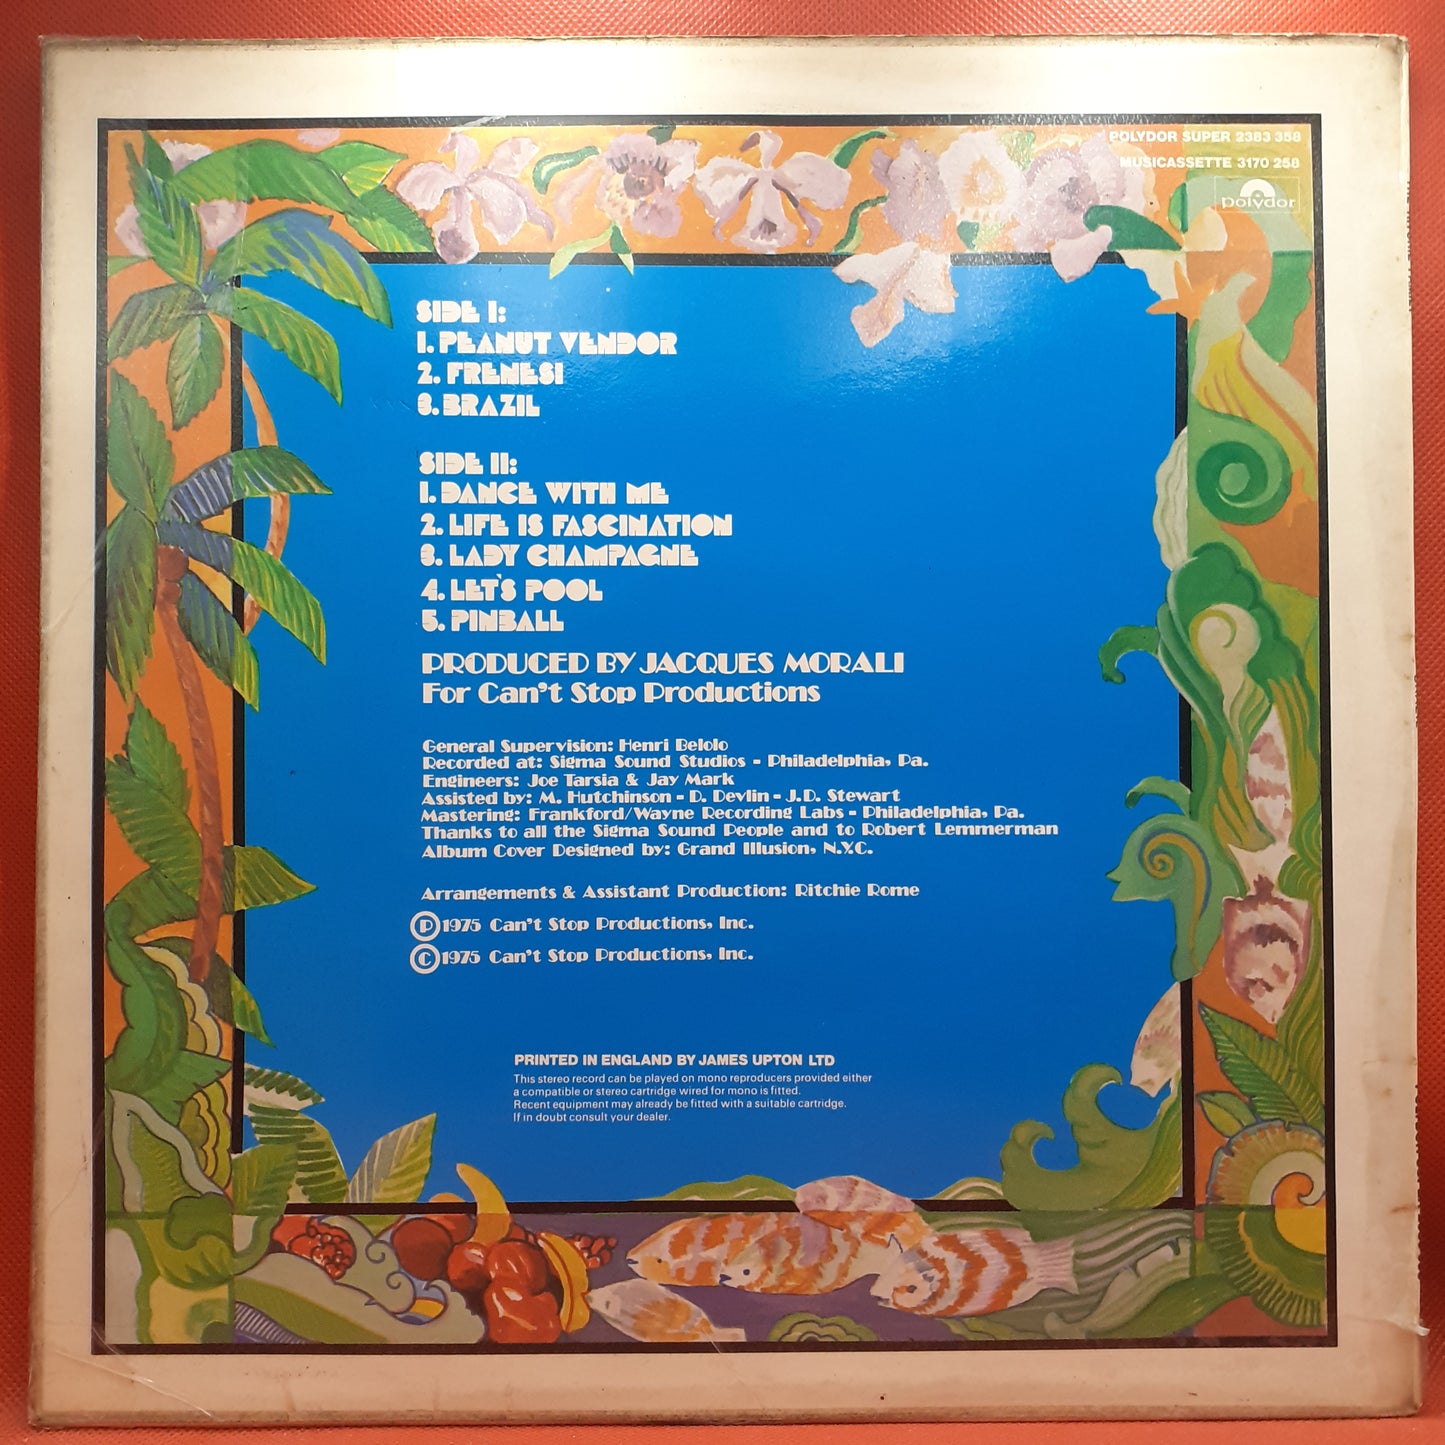 POLYDOR SUPER 2383 358
MUSICASSETTE 3170 258
polydor
SIDE I:
1. PEANUT VENDOR
2. FRENESI
3. BRAZIL
SIDE II:
1. DANCE WITH ME
2. LIFE IS FASCINATION
3. LADY CHAMPAGNE
4. LET'S POOL
5. PINBALL
PRODUCED BY JACQUES MORALI
For Can't Stop Productions
General Supervision: Henri Belolo
Recorded at: Sigma Sound Studios - Philadelphia, Pa.
Engineers: Joe Tarsia & Jay Mark
Assisted by: M. Hutchinson - D. Devlin - J.D. Stewart
Mastering: Frankford/Wayne Recording Labs - Philadelphia, Pa.
Thanks to all the Sigma Sound People and to Robert Lemmerman
Album Cover Designed by: Grand Illusion, N.Y.C.
Arrangements & Assistant Production: Ritchie Rome
℗1975 Can't Stop Productions, Inc.
©1975 Can't Stop Productions, Inc.
PRINTED IN ENGLAND BY JAMES UPTON LTD
This stereo record can be played on mono reproducers provided either
a compatible or stereo cartridge wired for mono is fitted.
Recent equipment may already be fitted with a suitable cartridge.
If in doubt consult your dealer.